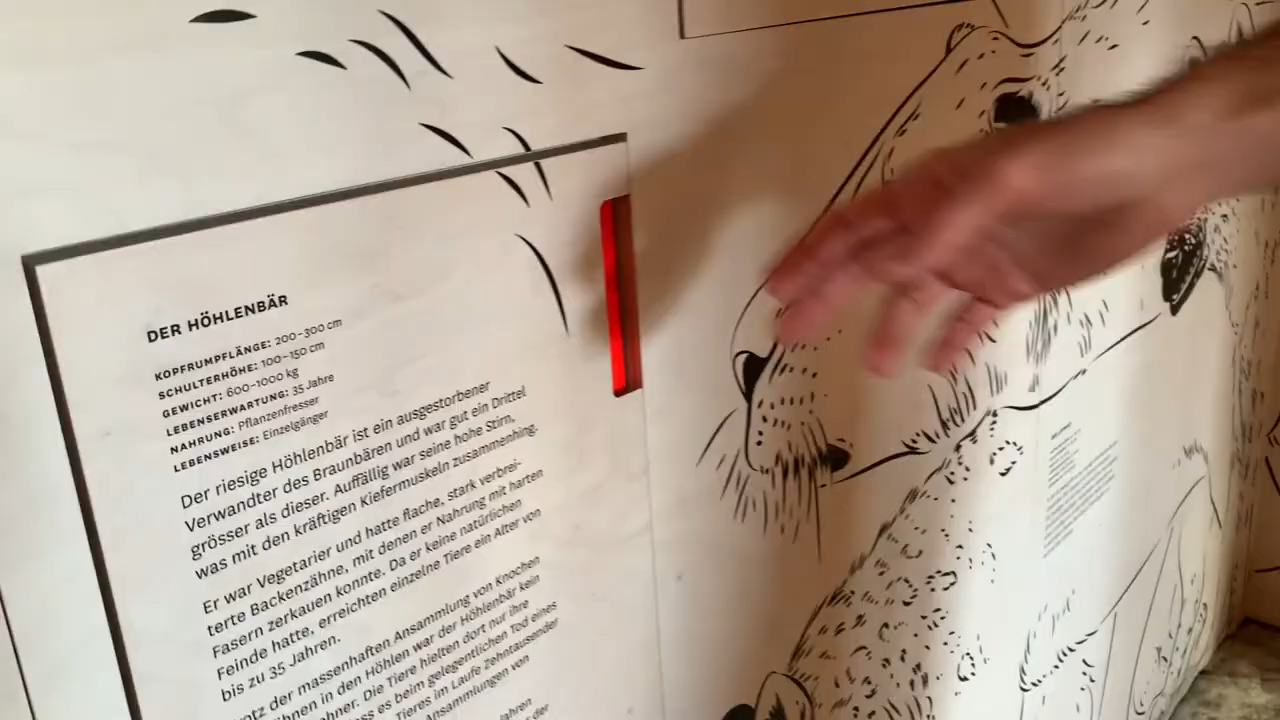 DER HÖHLENBÄR
KOPFRUMPFLÄNGE: 200–300 cm
SCHULTERHÖHE: 100–150 cm
GEWICHT: 600–1000 kg
LEBENSERWARTUNG: 35 Jahre
NAHRUNG: Pflanzenfresser
LEBENSWEISE: Einzelgänger
Der riesige Höhlenbär ist ein ausgestorbener
Verwandter des Braunbären und war gut ein Drittel
grösser als dieser. Auffällig war seine hohe Stirn,
was mit den kräftigen Kiefermuskeln zusammenhing.
Er war Vegetarier und hatte flache, stark verbrei-
terte Backenzähne, mit denen er Nahrung mit harten
Fasern zerkauen konnte. Da er keine natürlichen
Feinde hatte, erreichten einzelne Tiere ein Alter von
bis zu 35 Jahren.
der massenhaften Ansammlung von Knochen
in den Höhlen war der Höhlenbär kein
Die Tiere hielten dort nur ihre
es beim gelegentlichen Tod eines
Tieres im Laufe Zehntausender
Ansammlungen von
Jahren
der